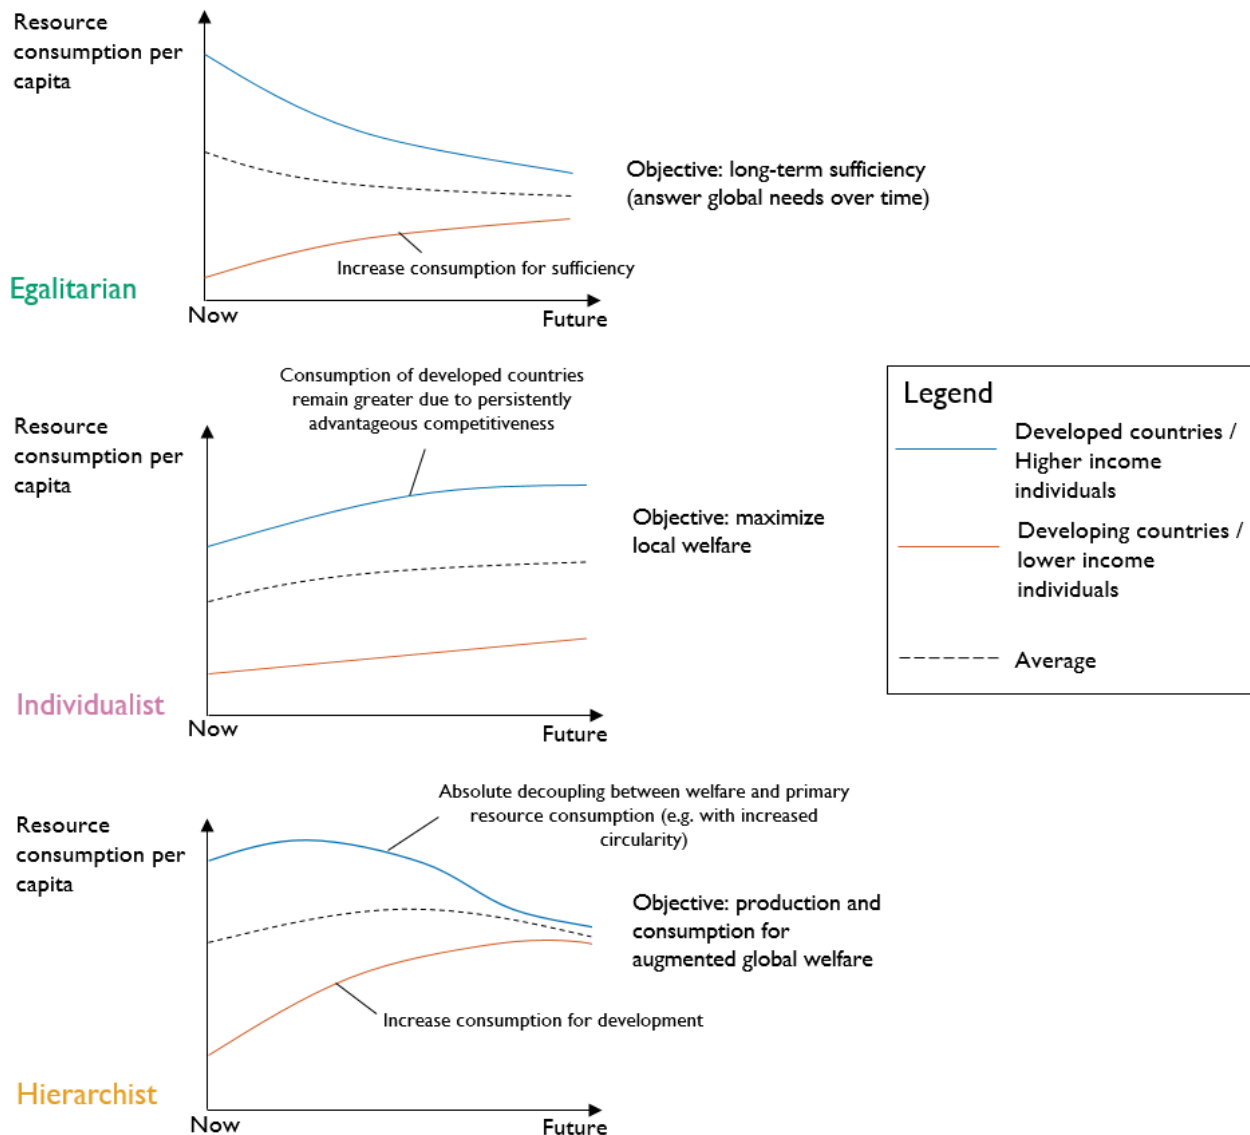 Resource
consumption per
capita
Objective: long-term sufficiency
(answer global needs over time)
Increase consumption for sufficiency
Egalitarian
Now
Future
Consumption of developed countries
remain greater due to persistently
advantageous competitiveness
Resource
consumption per
capita
Objective: maximize
local welfare
Individualist
Now
Future
Legend
Developed countries /
Higher income
individuals
Developing countries /
lower income
individuals
Average
Absolute decoupling between welfare and primary
resource consumption (e.g. with increased
circularity)
Resource
consumption per
capita
Objective: production and
consumption for
augmented global welfare
Increase consumption for development
Hierarchist
Now
Future